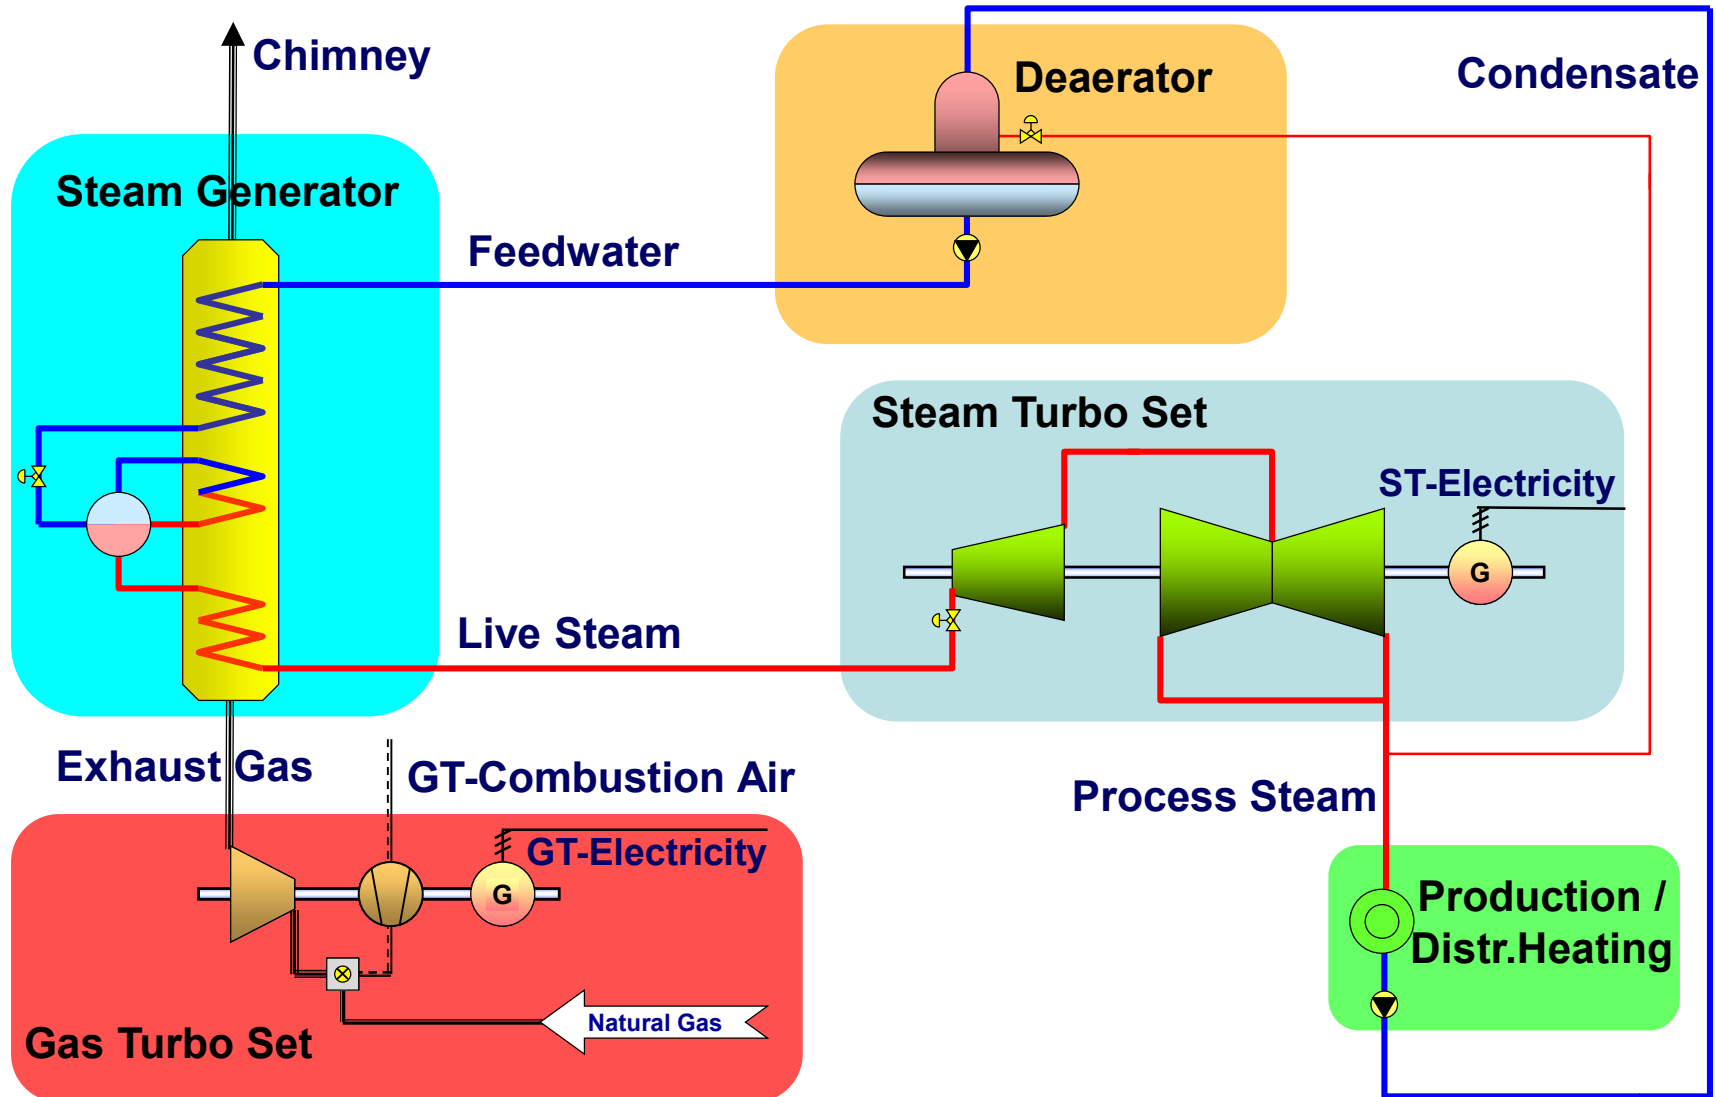 Chimney
Deaerator
Condensate
Steam Generator
Feedwater
Steam Turbo Set
ST-Electricity
G
Live Steam
Exhaust Gas
GT-Combustion Air
Process Steam
GT-Electricity
G
Production /
Distr.Heating
Natural Gas
Gas Turbo Set